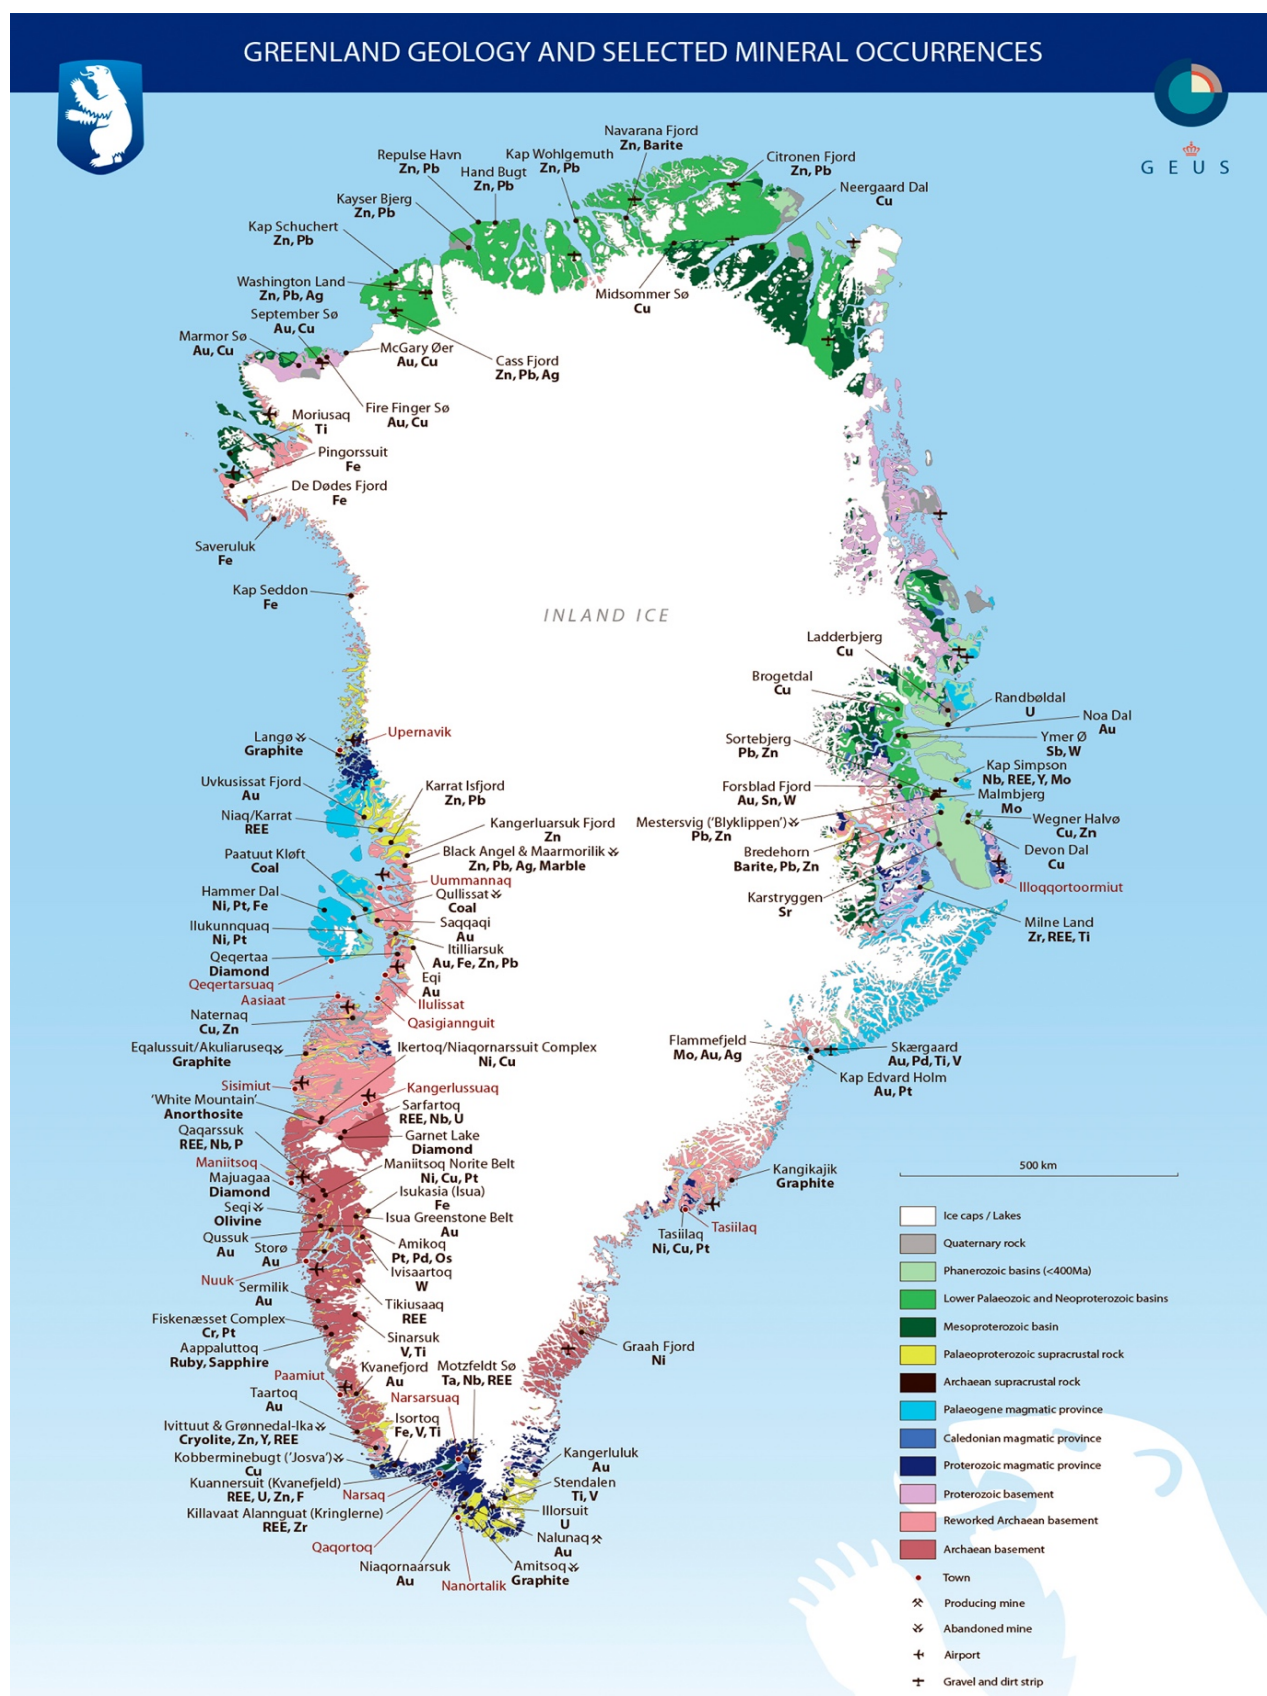 GREENLAND GEOLOGY AND SELECTED MINERAL OCCURRENCES
G E U S
Navarana Fjord
Zn, Barite
Repulse Havn
Zn, Pb
Kap Wohlgemuth
Zn, Pb
Citronen Fjord
Zn, Pb
Hand Bugt
Zn, Pb
Neergaard Dal
Cu
Kayser Bjerg
Zn, Pb
Kap Schuchert
Zn, Pb
Washington Land
Zn, Pb, Ag
Midsommer Sø
Cu
September Sø
Au, Cu
Marmor Sø
Au, Cu
McGary Øer
Au, Cu
Cass Fjord
Zn, Pb, Ag
Fire Finger Sø
Au, Cu
Moriusaq
Ti
Pingorssuit
Fe
De Dødes Fjord
Fe
Saveruluk
Fe
Kap Seddon
Fe
INLAND ICE
Ladderbjerg
Cu
Brogetdal
Cu
Randbøldal
U
Noa Dal
Au
Upernavik
Langø
Graphite
Sortebjerg
Pb, Zn
Ymer Ø
Sb, W
Kap Simpson
Nb, REE, Y, Mo
Uvkusissat Fjord
Au
Karrat Isfjord
Zn, Pb
Forsblad Fjord
Au, Sn, W
Malmbjerg
Mo
Niaq/Karrat
REE
Kangerluarsuk Fjord
Zn
Mestersvig ('Blyklippen')
Pb, Zn
Wegner Halvø
Cu, Zn
Paatuut Kløft
Coal
Black Angel & Maarmorilik
Zn, Pb, Ag, Marble
Bredehorn
Barite, Pb, Zn
Devon Dal
Cu
Uummannaq
Illoqqortoormiut
Hammer Dal
Ni, Pt, Fe
Qullissat
Coal
Karstryggen
Sr
Saqqaqi
Au
Milne Land
Zr, REE, Ti
Ilukunnquaq
Ni, Pt
Itilliarsuk
Au, Fe, Zn, Pb
Qeqertaa
Diamond
Eqi
Au
Qeqertarsuaq
Aasiaat
Ilulissat
Naternaq
Cu, Zn
Qasigiannguit
Eqalussuit/Akuliaruseq
Graphite
Ikertoq/Niaqornarssuit Complex
Ni, Cu
Flammefjeld
Mo, Au, Ag
Skærgaard
Au, Pd, Ti, V
Kap Edvard Holm
Au, Pt
Sisimiut
Kangerlussuaq
'White Mountain'
Anorthosite
Sarfartoq
REE, Nb, U
Qaqarssuk
REE, Nb, P
Garnet Lake
Diamond
Maniitsoq
Maniitsoq Norite Belt
Ni, Cu, Pt
Kangikajik
Graphite
500 km
Majuagaa
Diamond
Isukasia (Isua)
Fe
Seqi
Olivine
Isua Greenstone Belt
Au
Tasiilaq
Tasiilaq
Ni, Cu, Pt
Qussuk
Au
Amikoq
Pt, Pd, Os
Storø
Au
Ivisaartoq
W
Nuuk
Sermilik
Au
Tikiusaaq
REE
Fiskenæsset Complex
Cr, Pt
Sinarsuk
V, Ti
Aappaluttoq
Ruby, Sapphire
Graah Fjord
Ni
Paamiut
Kvanefjord
Au
Motzfeldt Sø
Ta, Nb, REE
Taartoq
Au
Narsarsuaq
Ivittuut & Grønnedal-Ika
Cryolite, Zn, Y, REE
Isortoq
Fe, V, Ti
Kobberminebugt ('Josva')
Cu
Kangerluluk
Au
Kuannersuit (Kvanefjeld)
REE, U, Zn, F
Narsaq
Stendalen
Ti, V
Killavaat Alannguat (Kringlerne)
REE, Zr
Illorsuit
U
Qaqortoq
Nalunaq
Au
Niaqornaarsuk
Au
Nanortalik
Amitsoq
Graphite
Ice caps / Lakes
Quaternary rock
Phanerozoic basins (<400Ma)
Lower Palaeozoic and Neoproterozoic basins
Mesoproterozoic basin
Palaeoproterozoic supracrustal rock
Archaean supracrustal rock
Palaeogene magmatic province
Caledonian magmatic province
Proterozoic magmatic province
Proterozoic basement
Reworked Archaean basement
Archaean basement
Town
Producing mine
Abandoned mine
Airport
Gravel and dirt strip